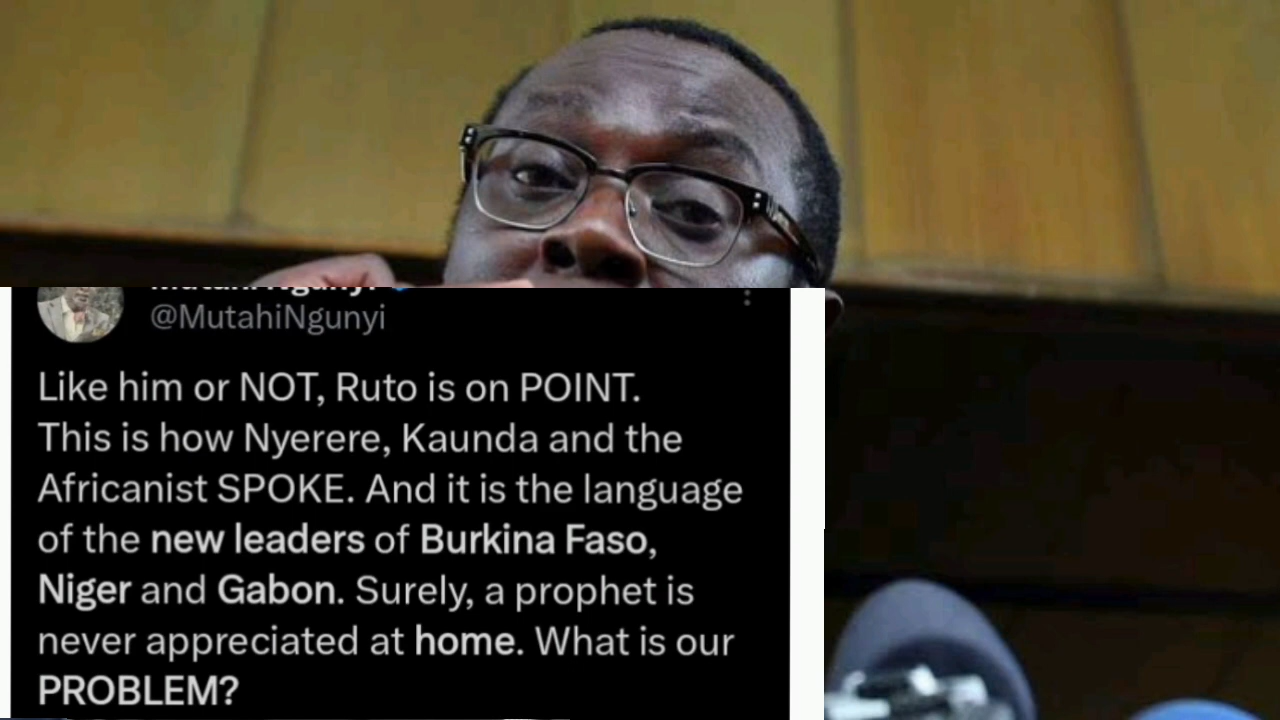 @MutahiNgunyi
Like him or NOT, Ruto is on POINT.
This is how Nyerere, Kaunda and the
Africanist SPOKE. And it is the language
of the new leaders of Burkina Faso,
Niger and Gabon. Surely, a prophet is
never appreciated at home. What is our
PROBLEM?